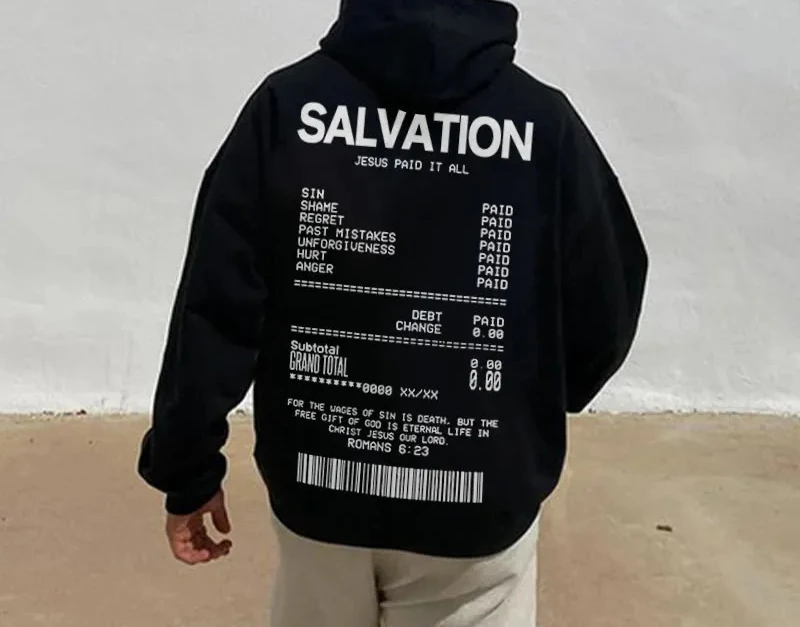 SALVATION
JESUS PAID IT ALL
SIN PAID
SHAME PAID
REGRET PAID
PAST MISTAKES PAID
UNFORGIVENESS PAID
HURT PAID
ANGER PAID
================================
DEBT PAID
CHANGE 0.00
================================
Subtotal 0.00
GRAND TOTAL 0.00
**********0000 XX/XX
FOR THE WAGES OF SIN IS DEATH, BUT THE
FREE GIFT OF GOD IS ETERNAL LIFE IN
CHRIST JESUS OUR LORD.
ROMANS 6:23